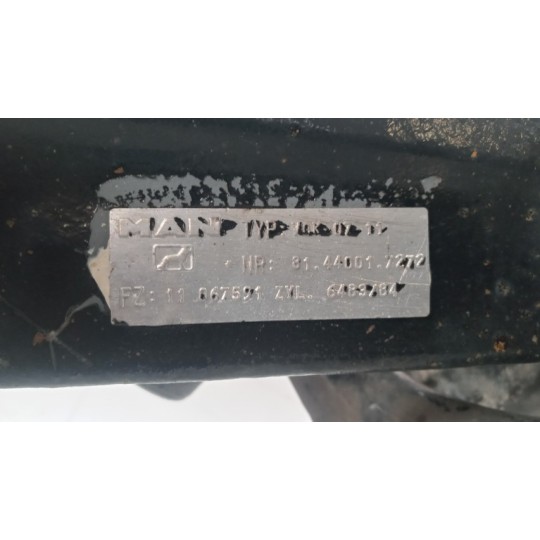 MAN TYP:
NR: 81.44001.7272
FZ: 11 067591 ZYL. 6483784